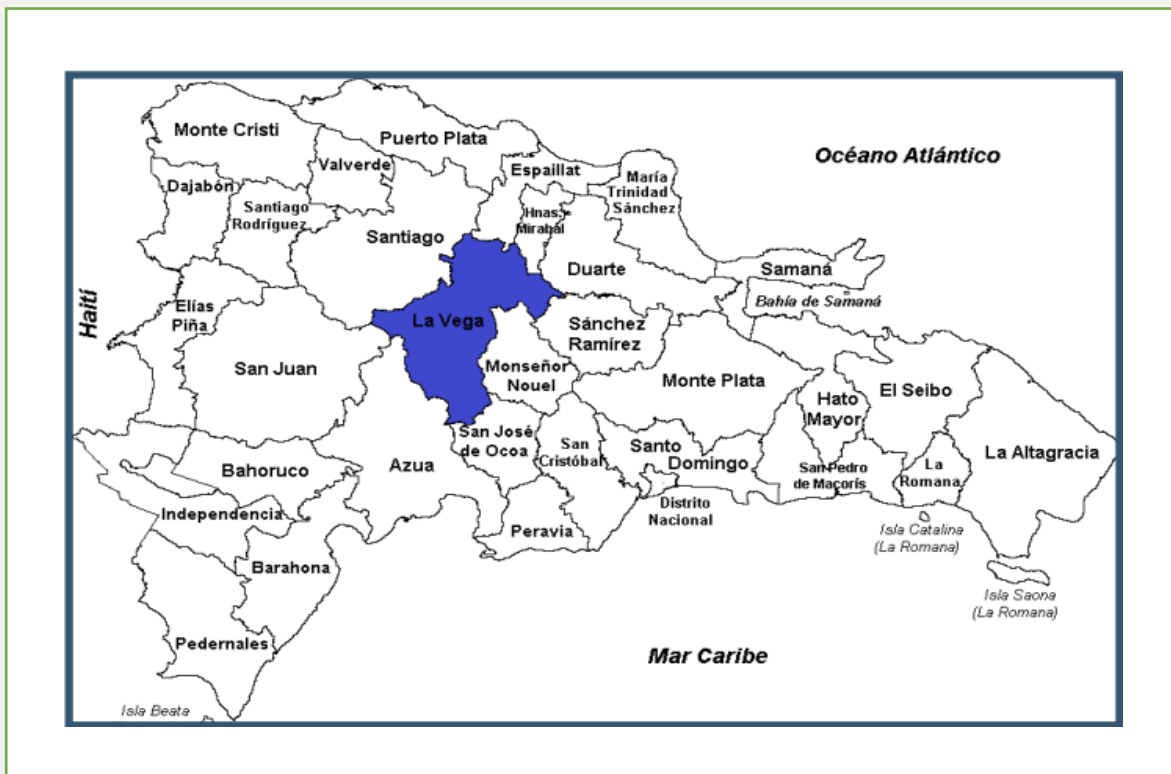 Monte Cristi
Puerto Plata
Océano Atlántico
Valverde
Espaillat
María
Trinidad
Sánchez
Dajabón
Santiago
Rodríguez
Hnas.
Mirabal
Santiago
Duarte
Samaná
Bahía de Samaná
Haití
Elías
Piña
La Vega
Sánchez
Ramírez
San Juan
Monseñor
Nouel
Monte Plata
Hato
Mayor
El Seibo
La Altagracia
San José
de Ocoa
San
Cristóbal
Santo
Domingo
Azua
Bahoruco
San Pedro
de Macorís
La
Romana
Independencia
Peravia
Distrito
Nacional
Isla Catalina
(La Romana)
Barahona
Isla Saona
(La Romana)
Pedernales
Mar Caribe
Isla Beata